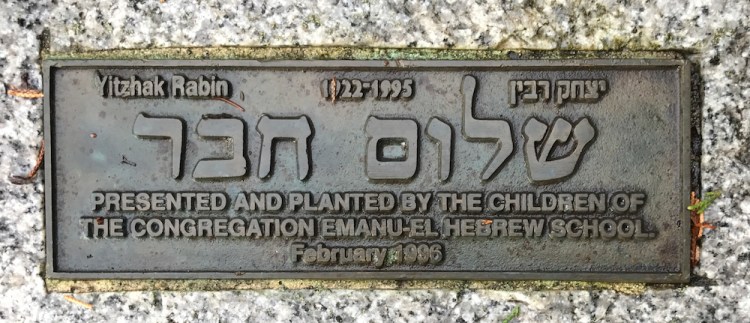 Yitzhak Rabin 1922-1995 יצחק רבין
שלום חבר
PRESENTED AND PLANTED BY THE CHILDREN OF
THE CONGREGATION EMANU-EL HEBREW SCHOOL.
February 1996